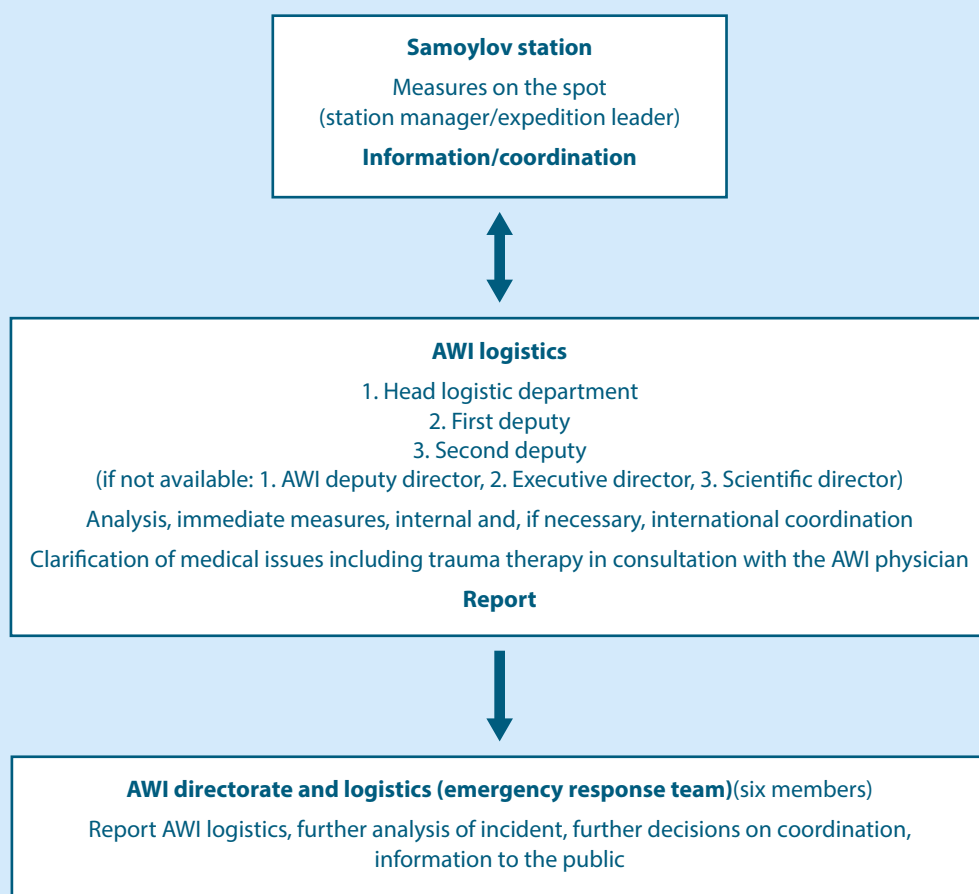 Samoylov station
Measures on the spot
(station manager/expedition leader)
Information/coordination
AWI logistics
1. Head logistic department
2. First deputy
3. Second deputy
(if not available: 1. AWI deputy director, 2. Executive director, 3. Scientific director)
Analysis, immediate measures, internal and, if necessary, international coordination
Clarification of medical issues including trauma therapy in consultation with the AWI physician
Report
AWI directorate and logistics (emergency response team)(six members)
Report AWI logistics, further analysis of incident, further decisions on coordination,
information to the public